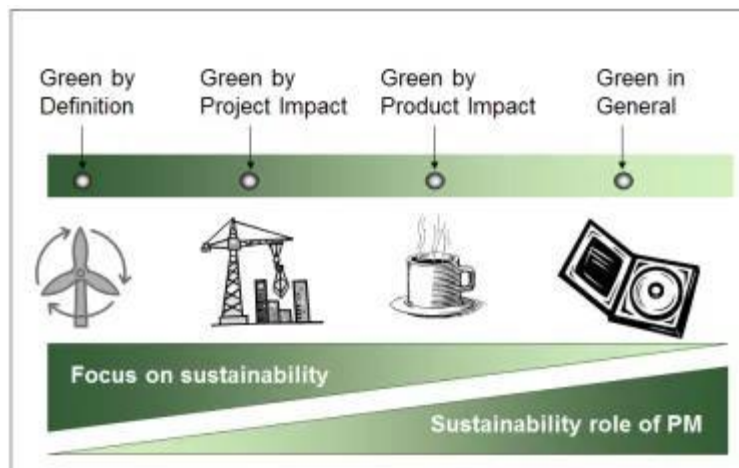 Green by
Definition
Green by
Project Impact
Green by
Product Impact
Green in
General
Focus on sustainability
Sustainability role of PM